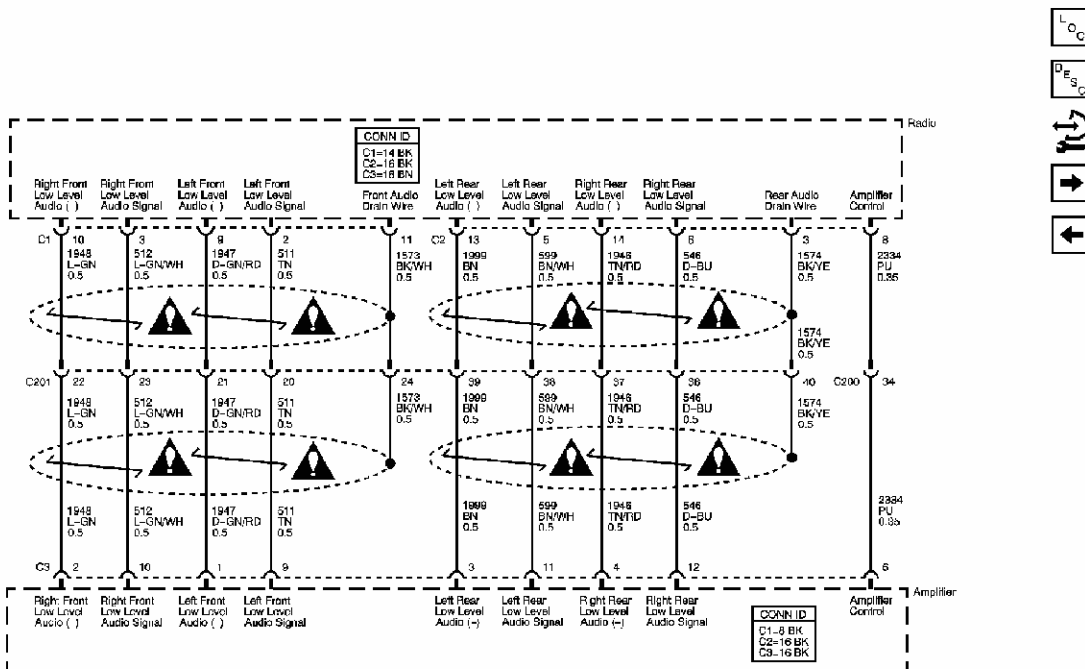 LOC
DESC
Radio
CONN ID
C1=14 BK
C2=16 BK
C3=16 BN
Right Front Low Level Audio (-)
Right Front Low Level Audio Signal
Left Front Low Level Audio (-)
Left Front Low Level Audio Signal
Front Audio Drain Wire
Left Rear Low Level Audio (-)
Left Rear Low Level Audio Signal
Right Rear Low Level Audio (-)
Right Rear Low Level Audio Signal
Rear Audio Drain Wire
Amplifier Control
C1 10 3 9 2 11 C2 13 5 14 6 3 8
1948 L-GN 0.5
512 L-GN/WH 0.5
1947 D-GN/RD 0.5
511 TN 0.5
1573 BK/WH 0.5
1999 BN 0.5
599 BN/WH 0.5
1946 TN/RD 0.5
546 D-BU 0.5
1574 BK/YE 0.5
2334 PU 0.35
1574 BK/YE 0.5
C201 22 23 21 20 24 39 38 37 36 40 C200 34
1948 L-GN 0.5
512 L-GN/WH 0.5
1947 D-GN/RD 0.5
511 TN 0.5
1573 BK/WH 0.5
1999 BN 0.5
599 BN/WH 0.5
1946 TN/RD 0.5
546 D-BU 0.5
1574 BK/YE 0.5
1948 L-GN 0.5
512 L-GN/WH 0.5
1947 D-GN/RD 0.5
511 TN 0.5
1999 BN 0.5
599 BN/WH 0.5
1946 TN/RD 0.5
546 D-BU 0.5
2334 PU 0.35
C3 2 10 1 9 3 11 4 12 6
Amplifier
Right Front Low Level Audio (-)
Right Front Low Level Audio Signal
Left Front Low Level Audio (-)
Left Front Low Level Audio Signal
Left Rear Low Level Audio (-)
Left Rear Low Level Audio Signal
Right Rear Low Level Audio (-)
Right Rear Low Level Audio Signal
Amplifier Control
CONN ID
C1=8 BK
C2=16 BK
C3=16 BK